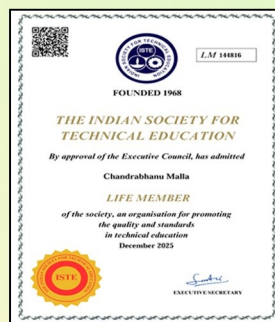 ISTE
LM 144816
FOUNDED 1968
THE INDIAN SOCIETY FOR
TECHNICAL EDUCATION
By approval of the Executive Council, has admitted
Chandrabhanu Malla
LIFE MEMBER
of the society, an organisation for promoting
the quality and standards
in technical education
December 2025
ISTE
EXECUTIVE SECRETARY